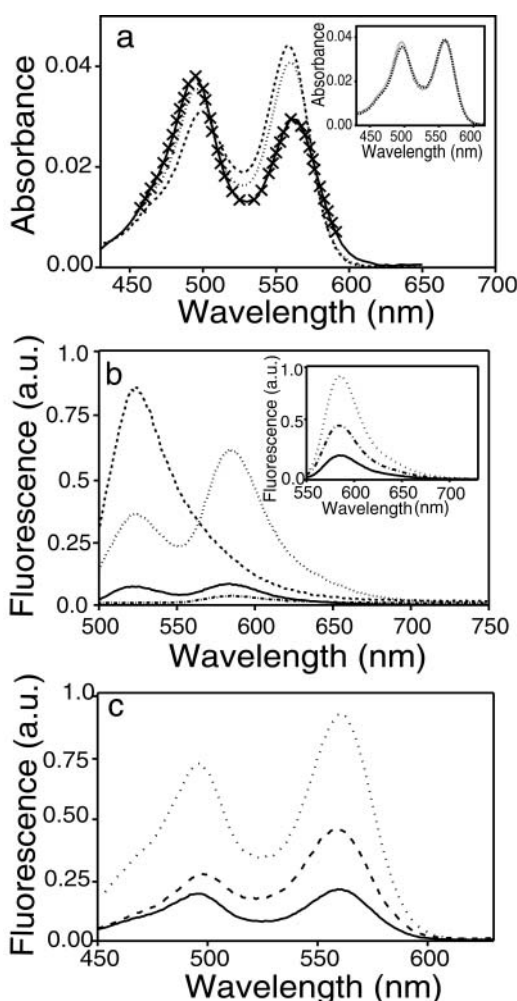 a
Absorbance
0.04
0.02
0.00
450 500 550 600 650 700
Wavelength (nm)
Absorbance
0.04
0.02
0.00
450 500 550 600
Wavelength (nm)
b
Fluorescence (a.u.)
1.0
0.75
0.50
0.25
0.0
500 550 600 650 700 750
Wavelength (nm)
Fluorescence (a.u.)
1.0
0.5
0.0
550 600 650 700
Wavelength (nm)
c
Fluorescence (a.u.)
1.0
0.75
0.50
0.25
0.00
450 500 550 600
Wavelength (nm)